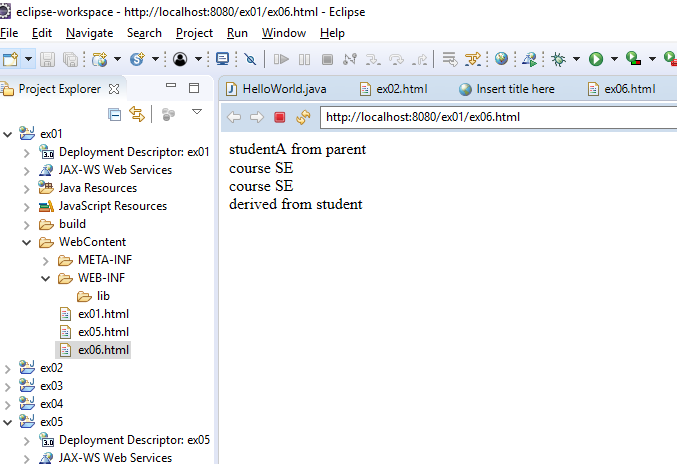 eclipse-workspace - http://localhost:8080/ex01/ex06.html - Eclipse
File Edit Navigate Search Project Run Window Help
Project Explorer
ex01
3.0 Deployment Descriptor: ex01
JAX-WS Web Services
Java Resources
JavaScript Resources
build
WebContent
META-INF
WEB-INF
lib
ex01.html
ex05.html
ex06.html
ex02
ex03
ex04
ex05
3.0 Deployment Descriptor: ex05
JAX-WS Web Services
HelloWorld.java ex02.html Insert title here ex06.html
http://localhost:8080/ex01/ex06.html
studentA from parent
course SE
course SE
derived from student